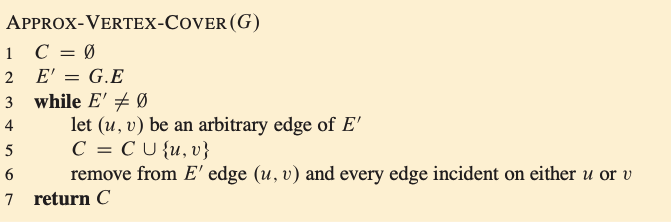 APPROX-VERTEX-COVER(G)
1 C = ∅
2 E′ = G.E
3 while E′ ≠ ∅
4 let (u, v) be an arbitrary edge of E′
5 C = C ∪ {u, v}
6 remove from E′ edge (u, v) and every edge incident on either u or v
7 return C